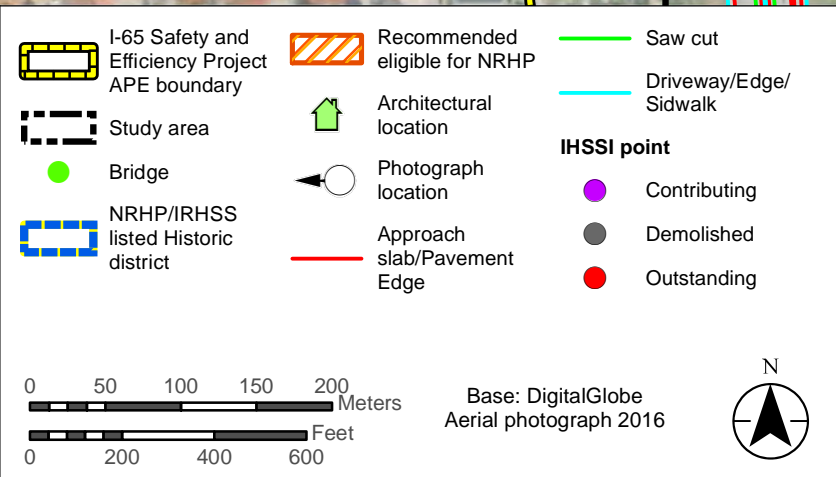 I-65 Safety and
Efficiency Project
APE boundary
Study area
Bridge
NRHP/IRHSS
listed Historic
district
Recommended
eligible for NRHP
Architectural
location
Photograph
location
Approach
slab/Pavement
Edge
Saw cut
Driveway/Edge/
Sidwalk
IHSSI point
Contributing
Demolished
Outstanding
0 50 100 150 200
Meters
Feet
0 200 400 600
Base: DigitalGlobe
Aerial photograph 2016
N